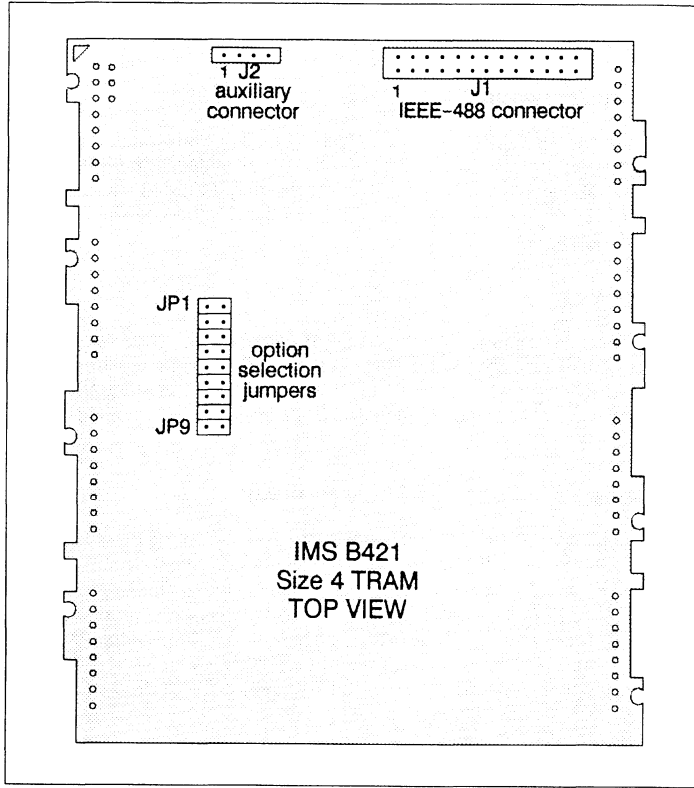 1 J2
auxiliary
connector
1
J1
IEEE-488 connector
JP1
option
selection
jumpers
JP9
IMS B421
Size 4 TRAM
TOP VIEW